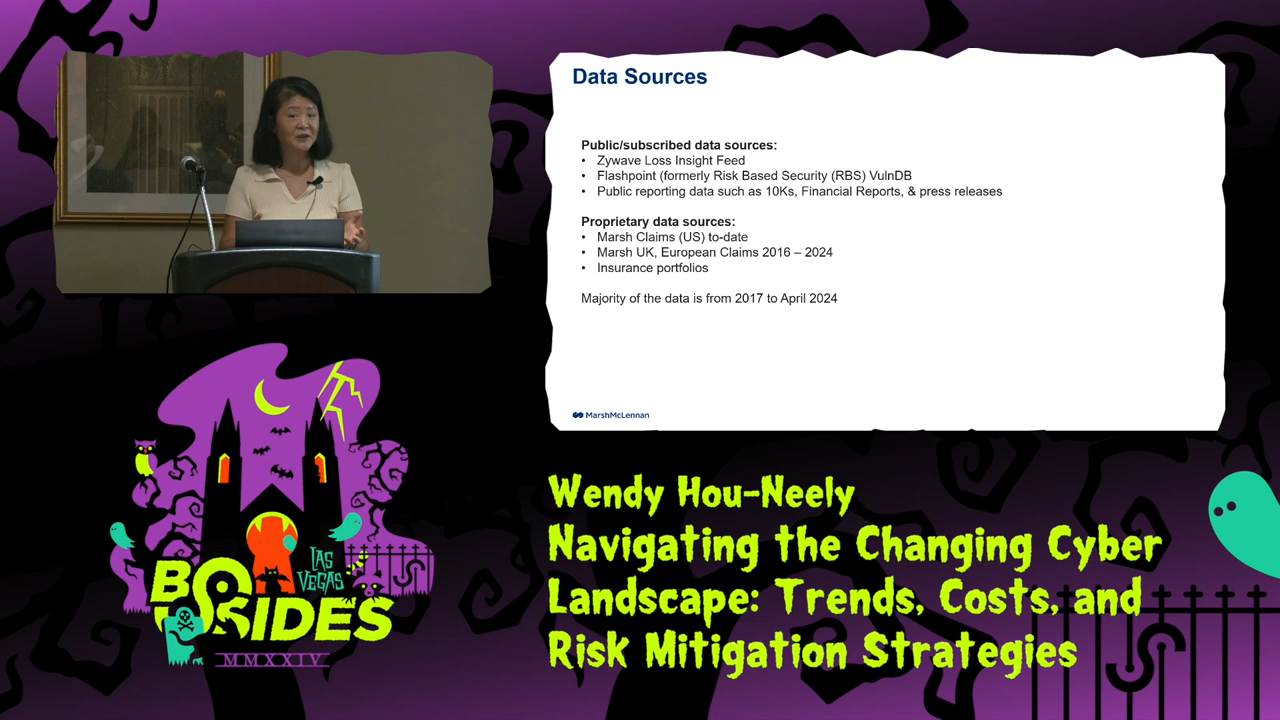 Data Sources
Public/subscribed data sources:
• Zywave Loss Insight Feed
• Flashpoint (formerly Risk Based Security (RBS) VulnDB
• Public reporting data such as 10Ks, Financial Reports, & press releases
Proprietary data sources:
• Marsh Claims (US) to-date
• Marsh UK, European Claims 2016 – 2024
• Insurance portfolios
Majority of the data is from 2017 to April 2024
MarshMcLennan
LAS
VEGAS
BSIDES
MMXXIV
Wendy Hou-Neely
Navigating the Changing Cyber
Landscape: Trends, Costs, and
Risk Mitigation Strategies